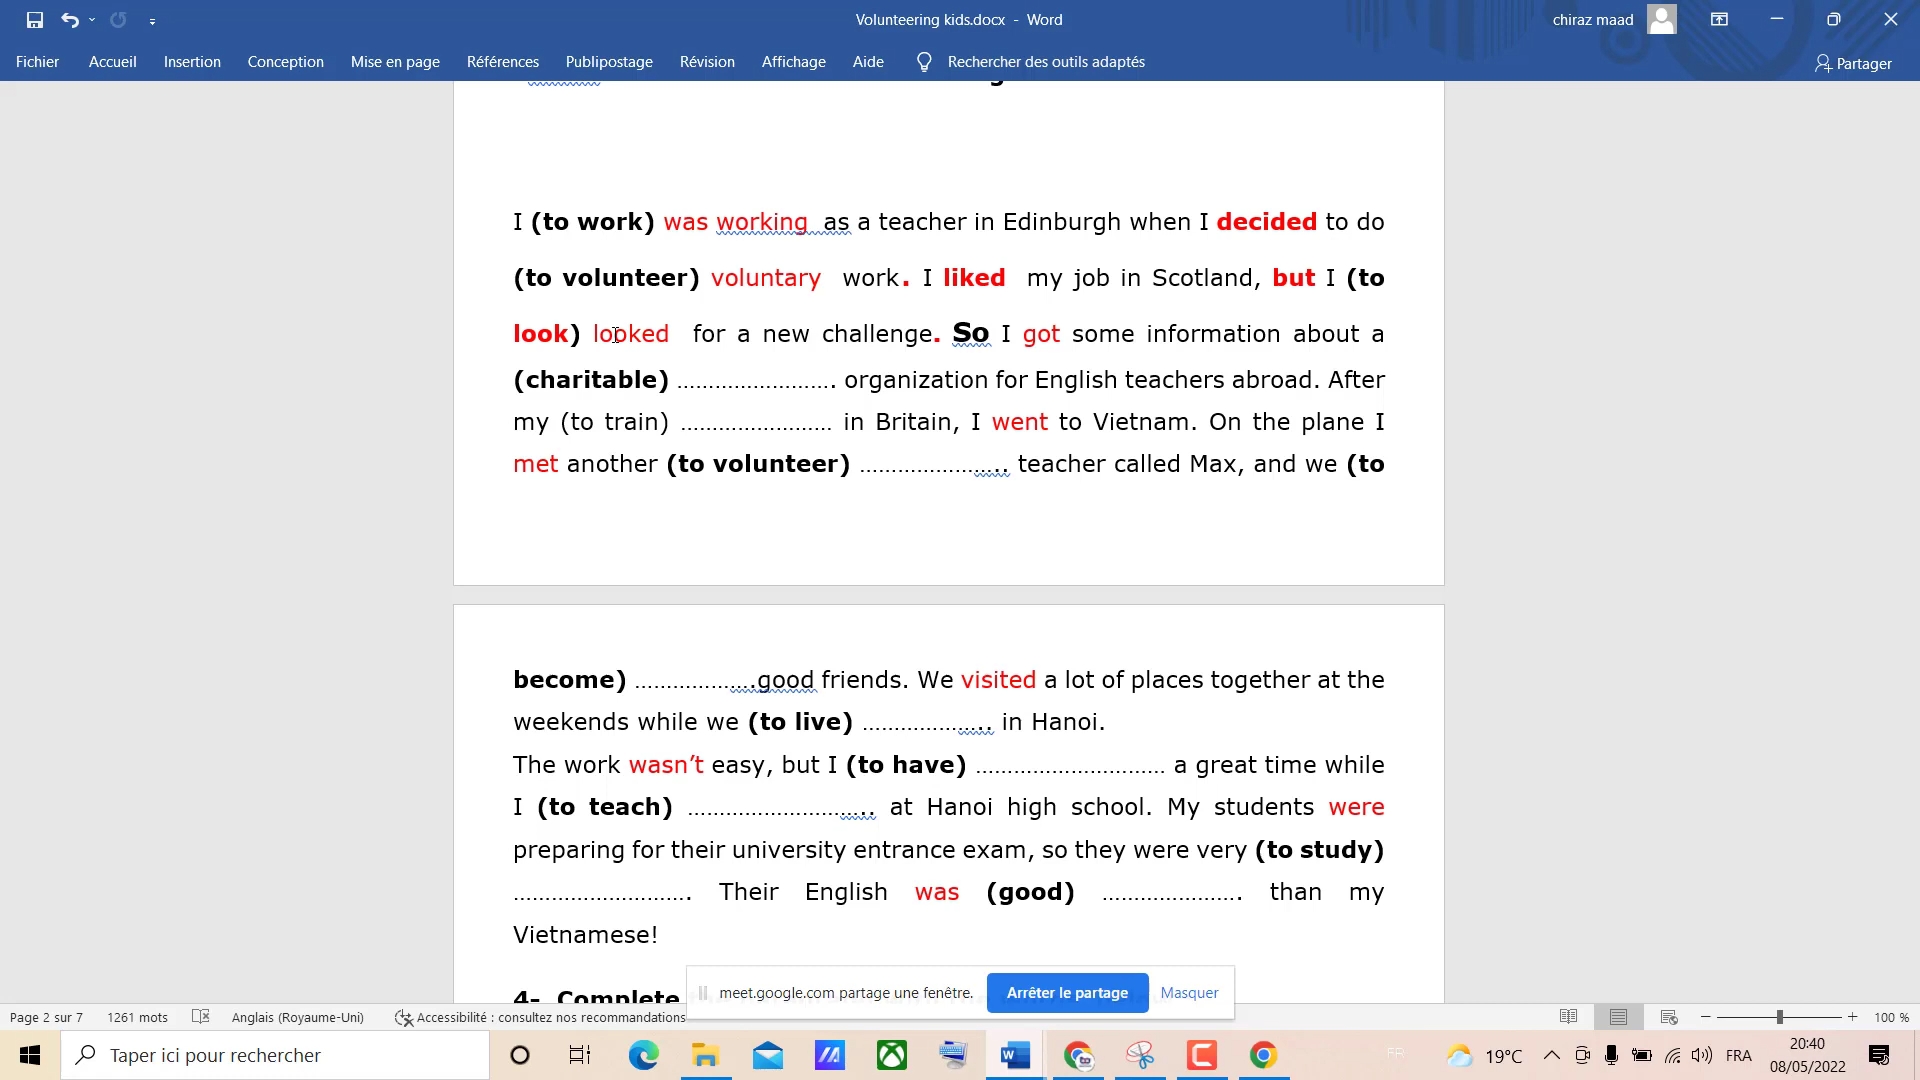 Volunteering kids.docx - Word
chiraz maad
Fichier Accueil Insertion Conception Mise en page Références Publipostage Révision Affichage Aide Rechercher des outils adaptés Partager
I (to work) was working as a teacher in Edinburgh when I decided to do
(to volunteer) voluntary work. I liked my job in Scotland, but I (to
look) looked for a new challenge. So I got some information about a
(charitable) ……………………. organization for English teachers abroad. After
my (to train) …………………… in Britain, I went to Vietnam. On the plane I
met another (to volunteer) ………………….. teacher called Max, and we (to
become) ……………….good friends. We visited a lot of places together at the
weekends while we (to live) ……………….. in Hanoi.
The work wasn’t easy, but I (to have) ………………………… a great time while
I (to teach) ……………………….. at Hanoi high school. My students were
preparing for their university entrance exam, so they were very (to study)
………………………. Their English was (good) …………………. than my
Vietnamese!
4- Complete
meet.google.com partage une fenêtre. Arrêter le partage Masquer
Page 2 sur 7 1261 mots Anglais (Royaume-Uni) Accessibilité : consultez nos recommandations 100 %
Taper ici pour rechercher
W
FR
19°C
FRA
20:40
08/05/2022